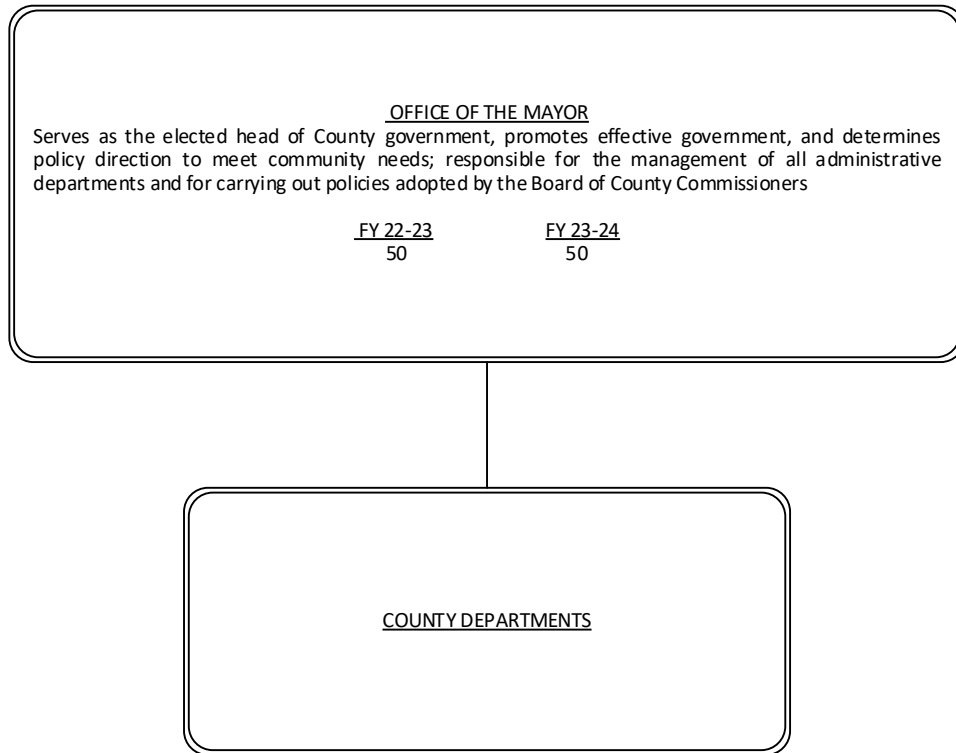 OFFICE OF THE MAYOR
Serves as the elected head of County government, promotes effective government, and determines
policy direction to meet community needs; responsible for the management of all administrative
departments and for carrying out policies adopted by the Board of County Commissioners
FY 22-23 FY 23-24
50 50
COUNTY DEPARTMENTS